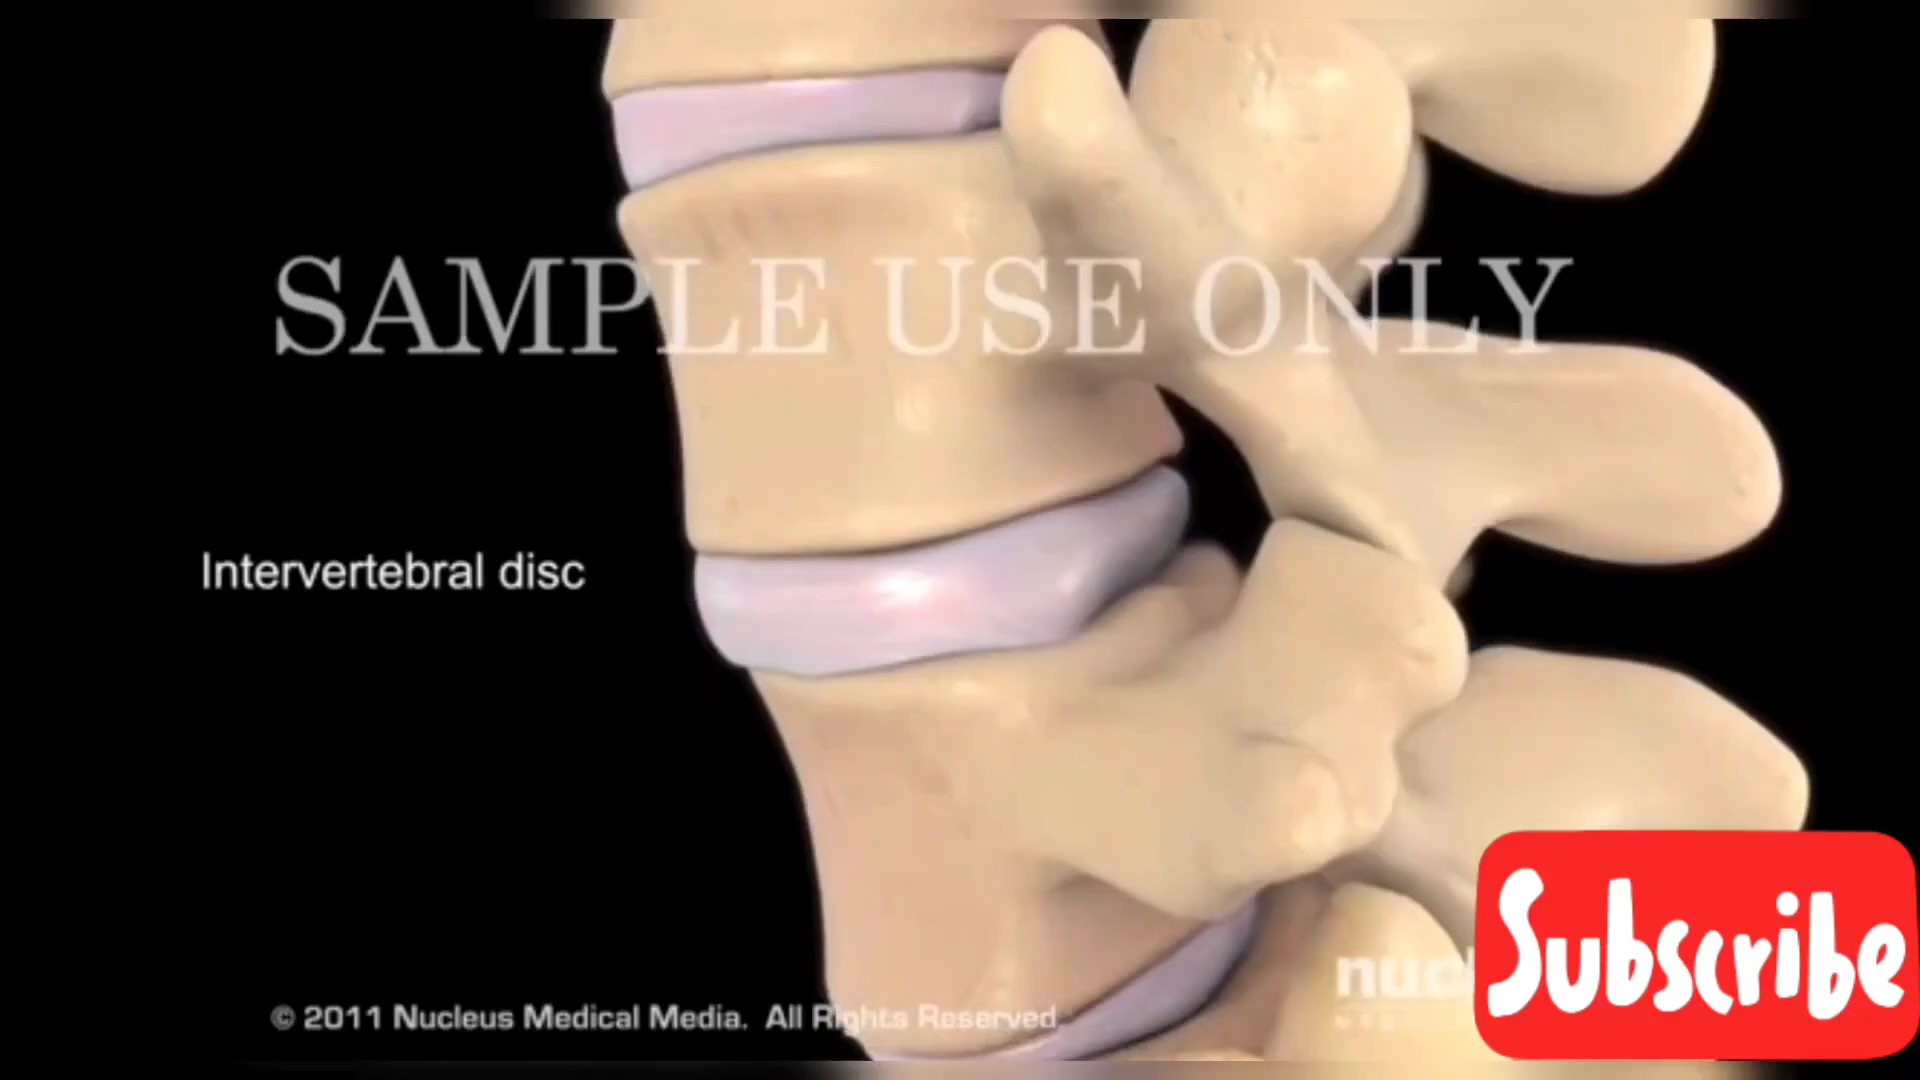 SAMPLE USE ONLY
Intervertebral disc
© 2011 Nucleus Medical Media. All Rights Reserved.
Subscribe